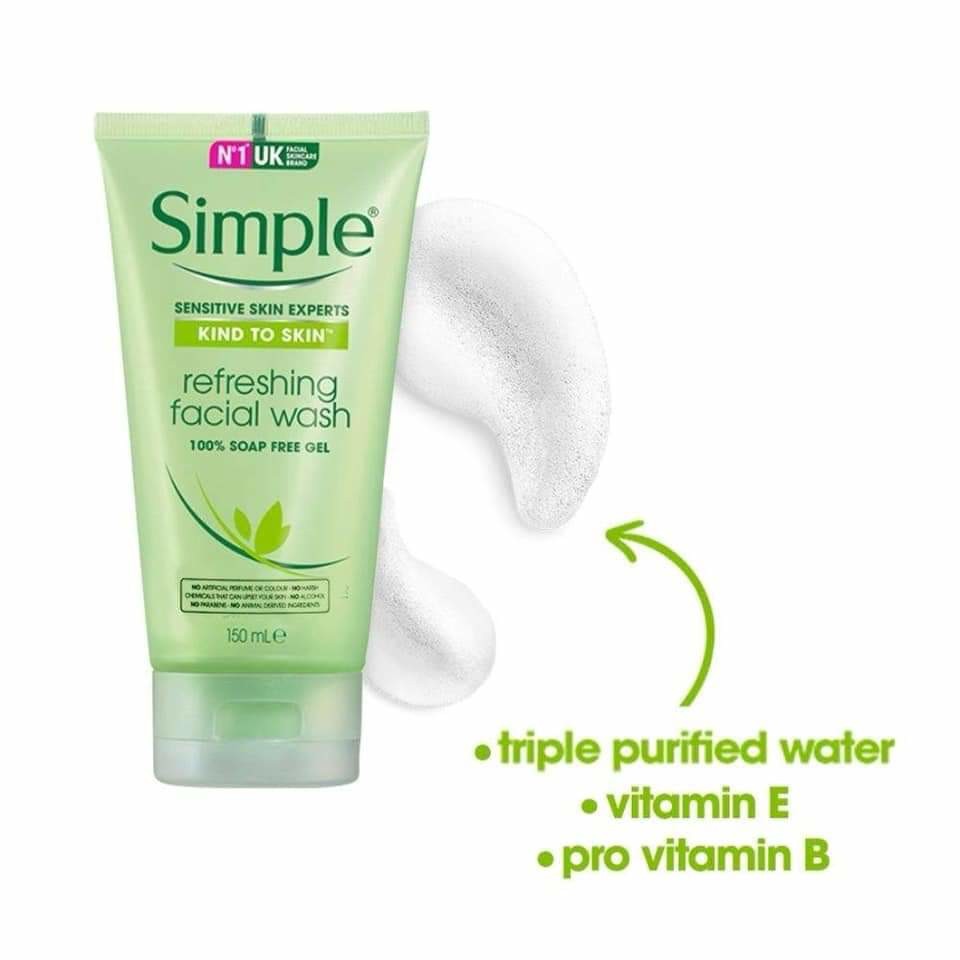 Nº1 UK FACIAL SKINCARE BRAND
Simple®
SENSITIVE SKIN EXPERTS
KIND TO SKIN™
refreshing
facial wash
100% SOAP FREE GEL
NO ARTIFICIAL PERFUME OR COLOUR - NO HARSH
CHEMICALS THAT CAN UPSET YOUR SKIN - NO ALCOHOL
NO PARABENS - NO ANIMAL DERIVED INGREDIENTS
150 mL℮
• triple purified water
• vitamin E
• pro vitamin B